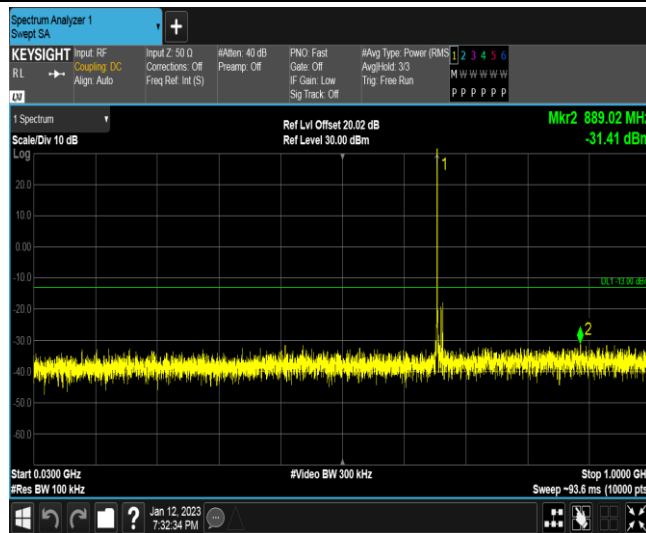 Spectrum Analyzer 1
Swept SA
+
KEYSIGHT
RL
LXI
Input: RF
Coupling: DC
Align: Auto
Input Z: 50 Ω
Corrections: Off
Freq Ref: Int (S)
#Atten: 40 dB
Preamp: Off
PNO: Fast
Gate: Off
IF Gain: Low
Sig Track: Off
#Avg Type: Power (RMS
Avg|Hold: 3/3
Trig: Free Run
1 2 3 4 5 6
M W W W W W
P P P P P P
1 Spectrum
Scale/Div 10 dB
Ref Lvl Offset 20.02 dB
Ref Level 30.00 dBm
Mkr2 889.02 MHz
-31.41 dBm
Log
1
20.0
10.0
0.00
-10.0
DL1 -13.00 dBm
-20.0
-30.0
2
-40.0
-50.0
-60.0
Start 0.0300 GHz
#Res BW 100 kHz
#Video BW 300 kHz
Stop 1.0000 GHz
Sweep ~93.6 ms (10000 pts)
?
Jan 12, 2023
7:32:34 PM